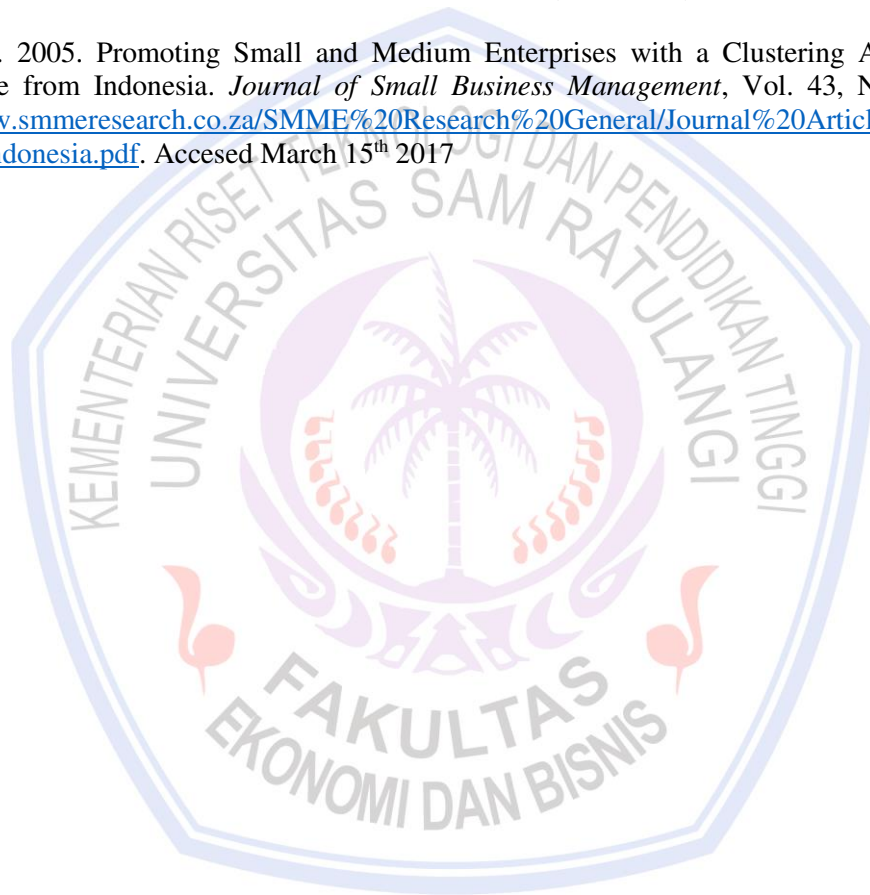 . 2005. Promoting Small and Medium Enterprises with a Clustering A
e from Indonesia. Journal of Small Business Management, Vol. 43, N
w.smmeresearch.co.za/SMME%20Research%20General/Journal%20Artic
ndonesia.pdf. Accesed March 15th 2017
KEMENTERIAN RISET TEKNOLOGI DAN PENDIDIKAN TINGGI
UNIVERSITAS SAM RATULANGI
FAKULTAS
EKONOMI DAN BISNIS